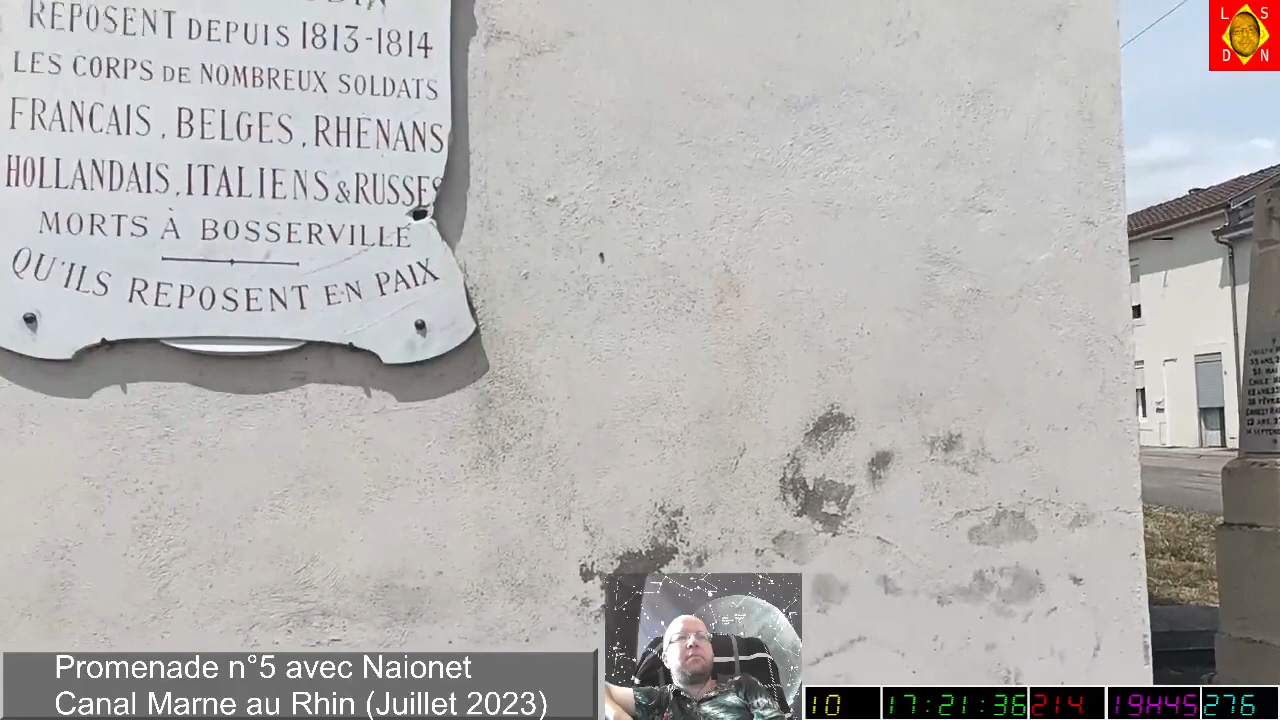 REPOSENT DEPUIS 1813-1814
LES CORPS DE NOMBREUX SOLDATS
FRANCAIS, BELGES, RHÉNANS
HOLLANDAIS, ITALIENS & RUSSES
MORTS À BOSSERVILLE
QU'ILS REPOSENT EN PAIX
L S
D N
Promenade n°5 avec Naionet
Canal Marne au Rhin (Juillet 2023)
10 17:21:36 214 19H45 276